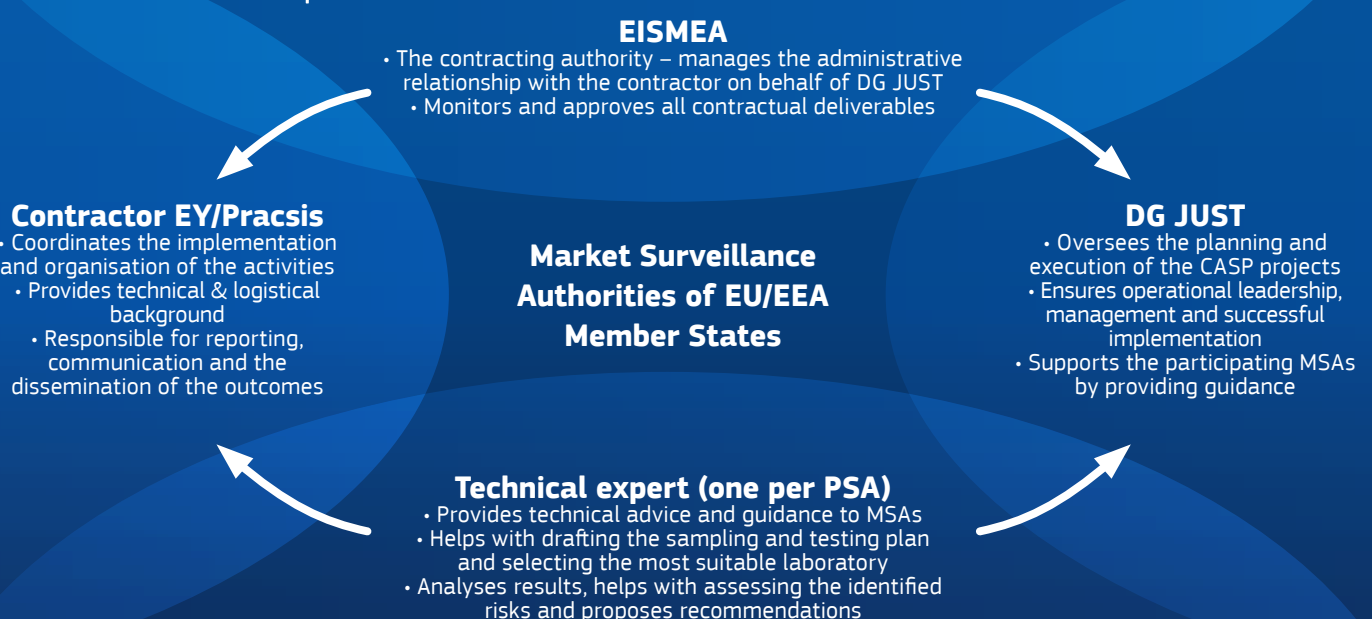 EISMEA
• The contracting authority – manages the administrative
relationship with the contractor on behalf of DG JUST
• Monitors and approves all contractual deliverables
Contractor EY/Pracsis
• Coordinates the implementation
and organisation of the activities
• Provides technical & logistical
background
• Responsible for reporting,
communication and the
dissemination of the outcomes
Market Surveillance
Authorities of EU/EEA
Member States
DG JUST
• Oversees the planning and
execution of the CASP projects
• Ensures operational leadership,
management and successful
implementation
• Supports the participating MSAs
by providing guidance
Technical expert (one per PSA)
• Provides technical advice and guidance to MSAs
• Helps with drafting the sampling and testing plan
and selecting the most suitable laboratory
• Analyses results, helps with assessing the identified
risks and proposes recommendations